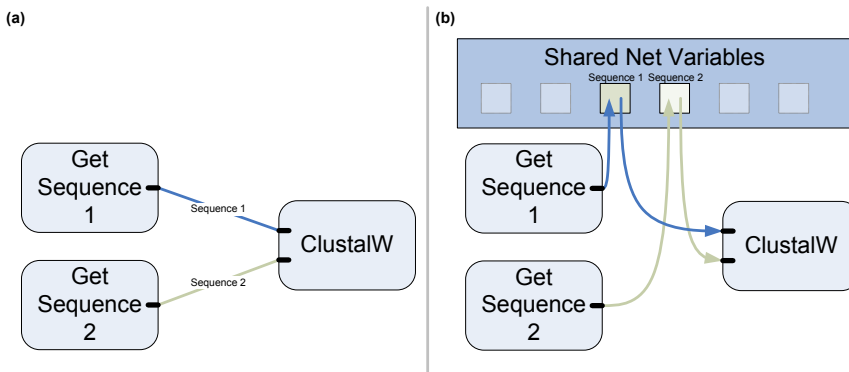 (a)
Get
Sequence
1
Sequence 1
ClustalW
Get
Sequence
2
Sequence 2
(b)
Shared Net Variables
Sequence 1 Sequence 2
Get
Sequence
1
ClustalW
Get
Sequence
2